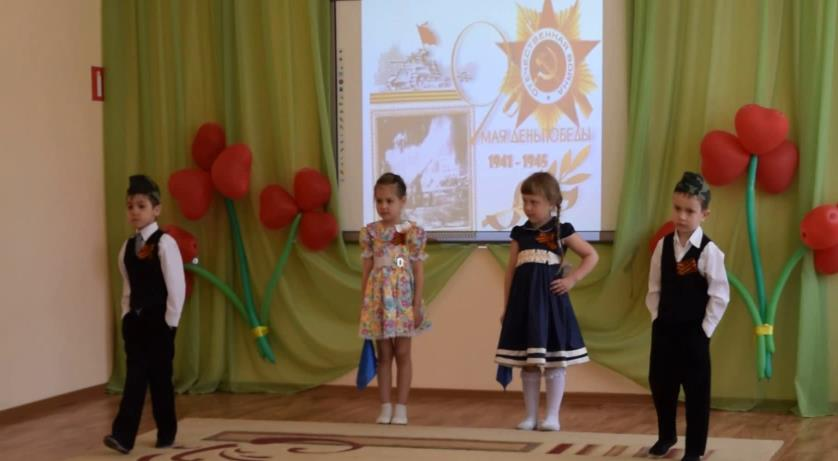 ОТЕЧЕСТВЕННАЯ ВОЙНА
МАЯ ДЕНЬ ПОБЕДЫ
1941 - 1945